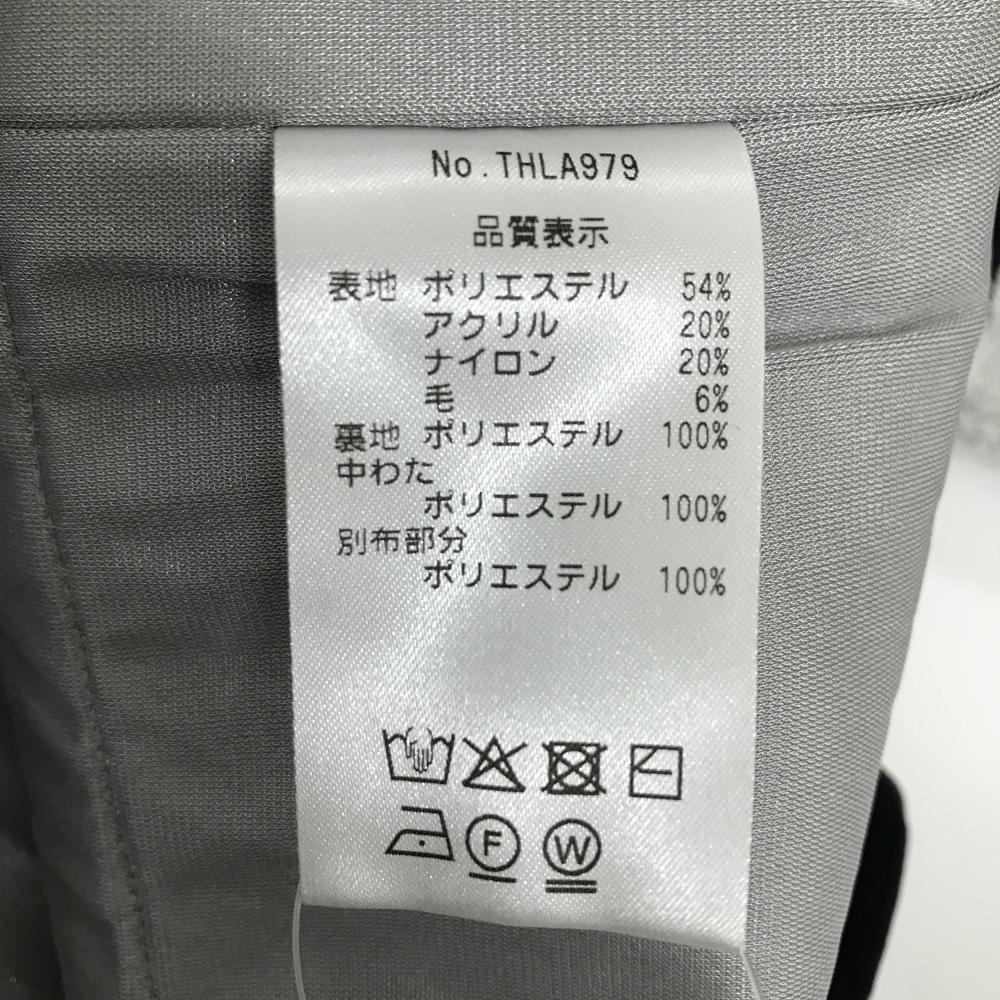 No.THLA979
品質表示
表地 ポリエステル 54%
アクリル 20%
ナイロン 20%
毛 6%
裏地 ポリエステル 100%
中わた
ポリエステル 100%
別布部分
ポリエステル 100%
F W